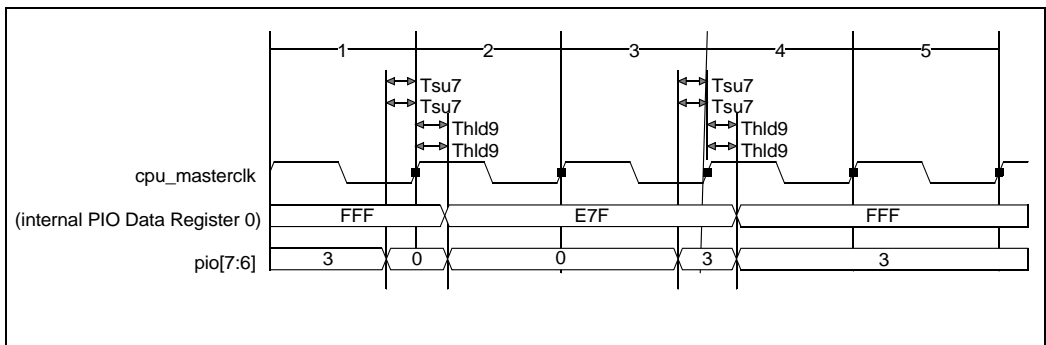 1 2 3 4 5
Tsu7 Tsu7
Tsu7 Tsu7
Thld9 Thld9
Thld9 Thld9
cpu_masterclk
(internal PIO Data Register 0) FFF E7F FFF
pio[7:6] 3 0 0 3 3